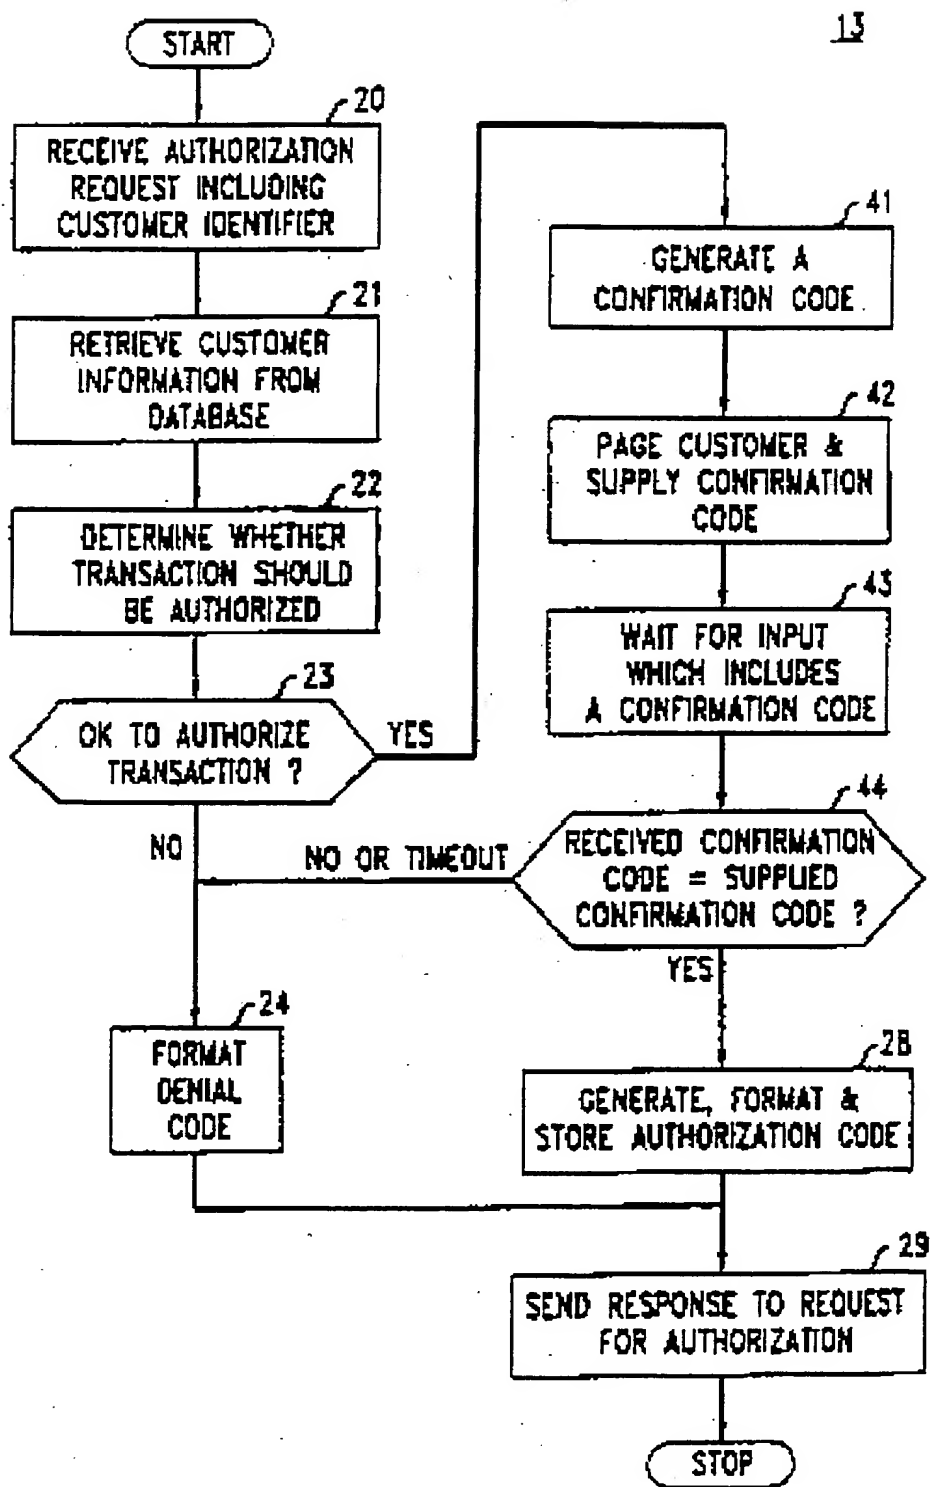 13
START
20
RECEIVE AUTHORIZATION
REQUEST INCLUDING
CUSTOMER IDENTIFIER
21
RETRIEVE CUSTOMER
INFORMATION FROM
DATABASE
22
DETERMINE WHETHER
TRANSACTION SHOULD
BE AUTHORIZED
23
OK TO AUTHORIZE
TRANSACTION ?
YES
NO
41
GENERATE A
CONFIRMATION CODE
42
PAGE CUSTOMER &
SUPPLY CONFIRMATION
CODE
43
WAIT FOR INPUT
WHICH INCLUDES
A CONFIRMATION CODE
44
RECEIVED CONFIRMATION
CODE = SUPPLIED
CONFIRMATION CODE ?
NO OR TIMEOUT
YES
24
FORMAT
DENIAL
CODE
28
GENERATE, FORMAT &
STORE AUTHORIZATION CODE
29
SEND RESPONSE TO REQUEST
FOR AUTHORIZATION
STOP